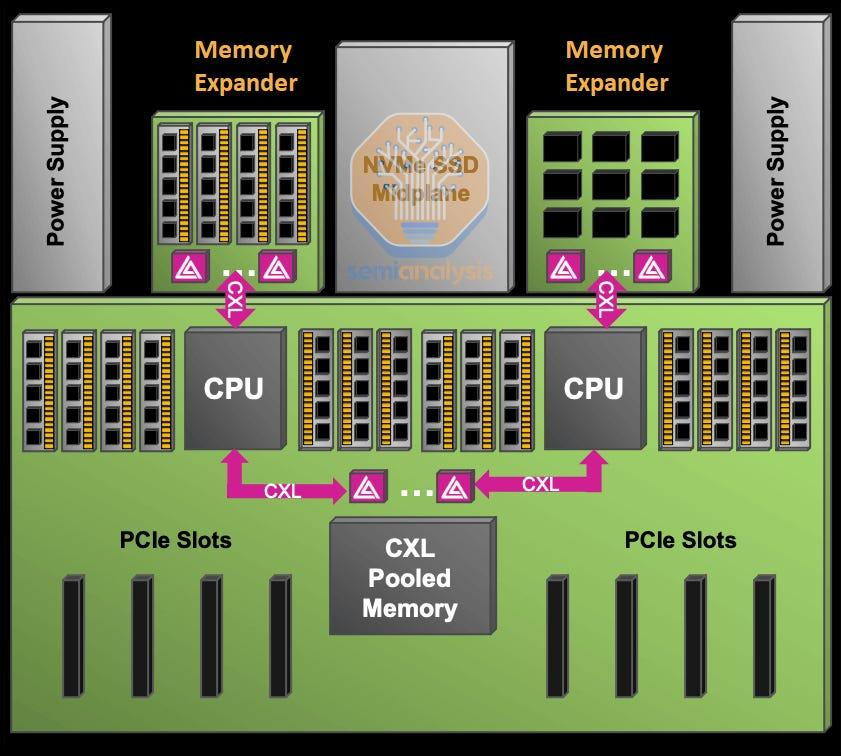 Memory
Expander
Memory
Expander
Power Supply
NVMe SSD
Midplane
semianalysis
Power Supply
...
...
CXL
CXL
CPU
CPU
CXL
...
CXL
PCIe Slots
CXL
Pooled
Memory
PCIe Slots